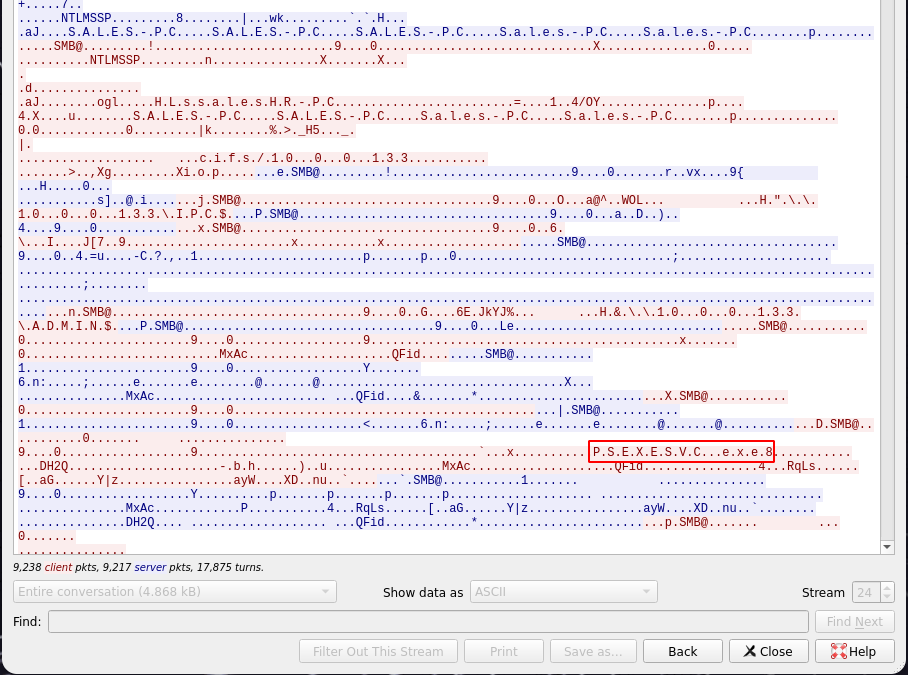 +.....7..
......NTLMSSP.........8........|...wk.........`.`.H...
.aJ....S.A.L.E.S.-.P.C.....S.A.L.E.S.-.P.C.....S.A.L.E.S.-.P.C.....S.a.l.e.s.-.P.C.....S.a.l.e.s.-.P.C........p........
.....SMB@.........!.........................9....0..............................X...............0.....
..........NTLMSSP.........n...............X.......X...
.
.d...............
.aJ........ogl.....H.L.s.s.a.l.e.s.H.R.-.P.C.........................=....1..4/OY...............p....
4.X....u........S.A.L.E.S.-.P.C.....S.A.L.E.S.-.P.C.....S.a.l.e.s.-.P.C.....S.a.l.e.s.-.P.C........p..............
0.0............0.........|k........%.>._H5..._.
|.
................... ...c.i.f.s./.1.0...0...0...1.3.3...........
.......>..,Xg.........Xi.o.p........e.SMB@.........!.........................9....0.......r..vx....9{
...H.....0...
...........s]..@.i.......j.SMB@...................................9....0...O...a@^..WOL... ...H.".\.\.
1.0...0...0...1.3.3.\.I.P.C.$....P.SMB@...................................9....0...a..D..)..
4....9....0..............x.SMB@...................................9....0..6.
\...I....J[7..9.......................x...........x.........................SMB@...................................
9....0..4.=u....-C.?.,..1.......................p.......p...0..............................;.....................
.........;........
.......n.SMB@...................................9....0..G....6E.JkYJ%... ...H.&.\.\.1.0...0...0...1.3.3.
\.A.D.M.I.N.$....P.SMB@...................................9....0...Le...................................SMB@...........
0.......................9....0..................9...........................................x.......
0...........................MxAc....................QFid.........SMB@...........
1.......................9....0..................Y.......
6.n:.....;......e.......e........@.......@..................................X...
...............MxAc........................ ...QFid....&.......*..........................X.SMB@...........
0.......................9....0..............................................|.SMB@...........
1.......................9....0..................<.......6.n:.....;......e.......e........@.......@.............D.SMB@..
..........0....... ...............
9....0..................9........................................`...x..........P.S.E.X.E.S.V.C...e.x.e.8...........
...DH2Q.....................-.b.h......)..u................MxAc....................QFid................4...RqLs......
[..aG......Y|z................ayW....XD..nu..`.......`.SMB@...........1....... ...............
9....0..................Y..........p.......p.......p........p..................... ...............................
...............MxAc............P...........4...RqLs......[..aG......Y|z................ayW....XD..nu..`........
...............DH2Q.... ................... ...QFid............*..........................p.SMB@....... ...
0.......
...............
9,238 client pkts, 9,217 server pkts, 17,875 turns.
Entire conversation (4.868 kB) Show data as ASCII Stream 24
Find: Find Next
Filter Out This Stream Print Save as... Back Close Help